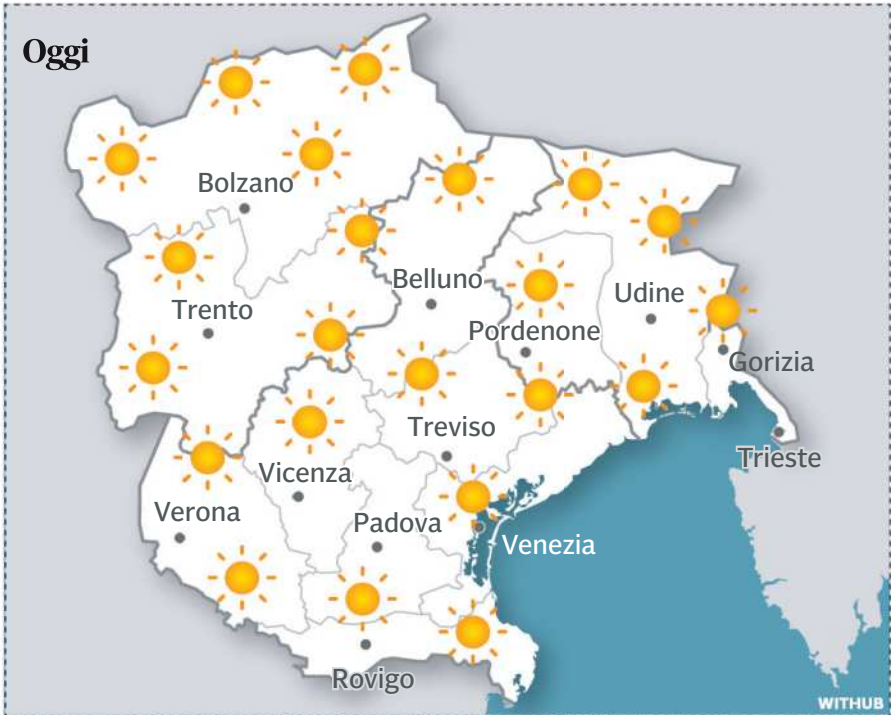 Oggi
Bolzano
Belluno
Trento
Udine
Pordenone
Gorizia
Treviso
Trieste
Vicenza
Verona
Padova
Venezia
Rovigo
WITHUB